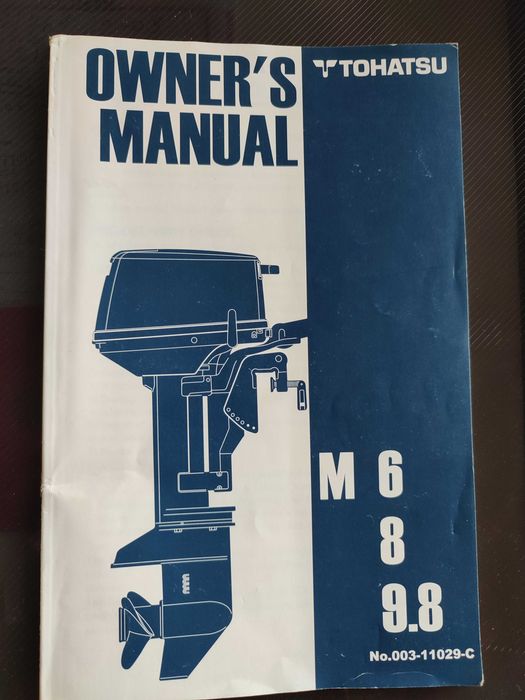 OWNER'S
MANUAL
TOHATSU
M 6
8
9.8
No.003-11029-C